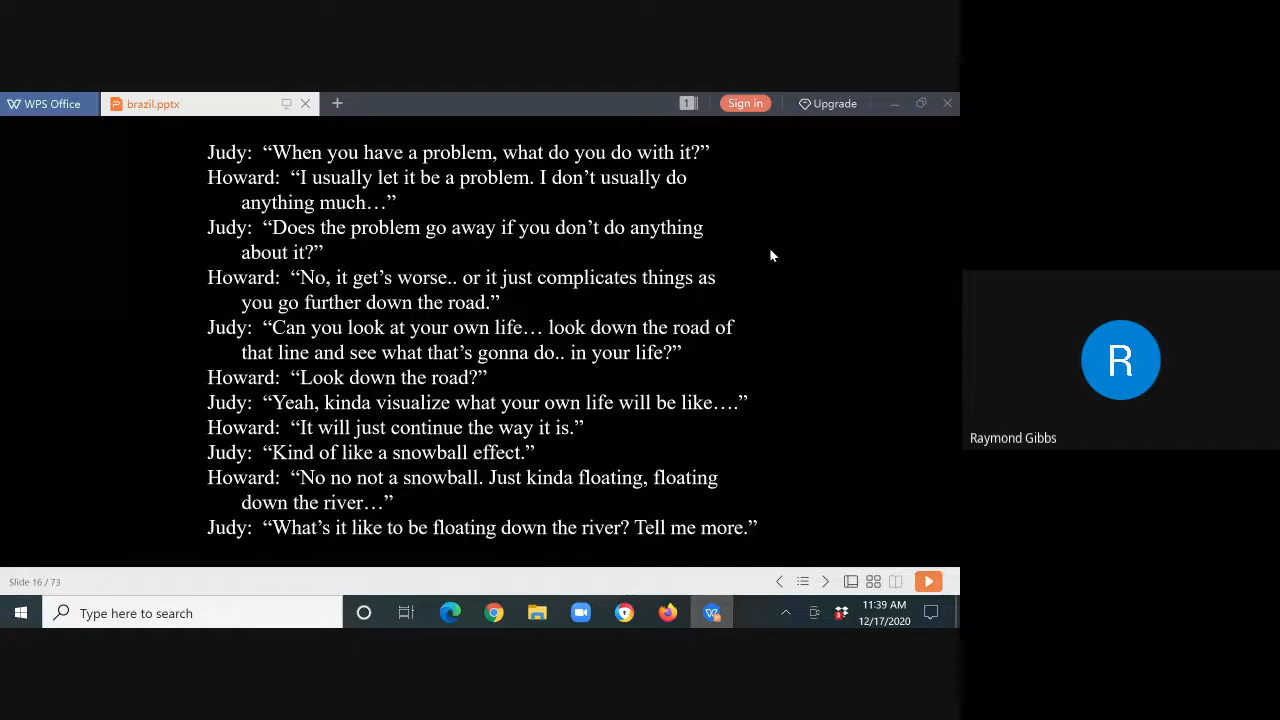 WPS Office
brazil.pptx
1
Sign in
Upgrade
Judy: “When you have a problem, what do you do with it?”
Howard: “I usually let it be a problem. I don’t usually do
anything much…”
Judy: “Does the problem go away if you don’t do anything
about it?”
Howard: “No, it get’s worse.. or it just complicates things as
you go further down the road.”
Judy: “Can you look at your own life… look down the road of
that line and see what that’s gonna do.. in your life?”
Howard: “Look down the road?”
Judy: “Yeah, kinda visualize what your own life will be like….”
Howard: “It will just continue the way it is.”
Judy: “Kind of like a snowball effect.”
Howard: “No no not a snowball. Just kinda floating, floating
down the river…”
Judy: “What’s it like to be floating down the river? Tell me more.”
R
Raymond Gibbs
Slide 16 / 73
Type here to search
11:39 AM
12/17/2020